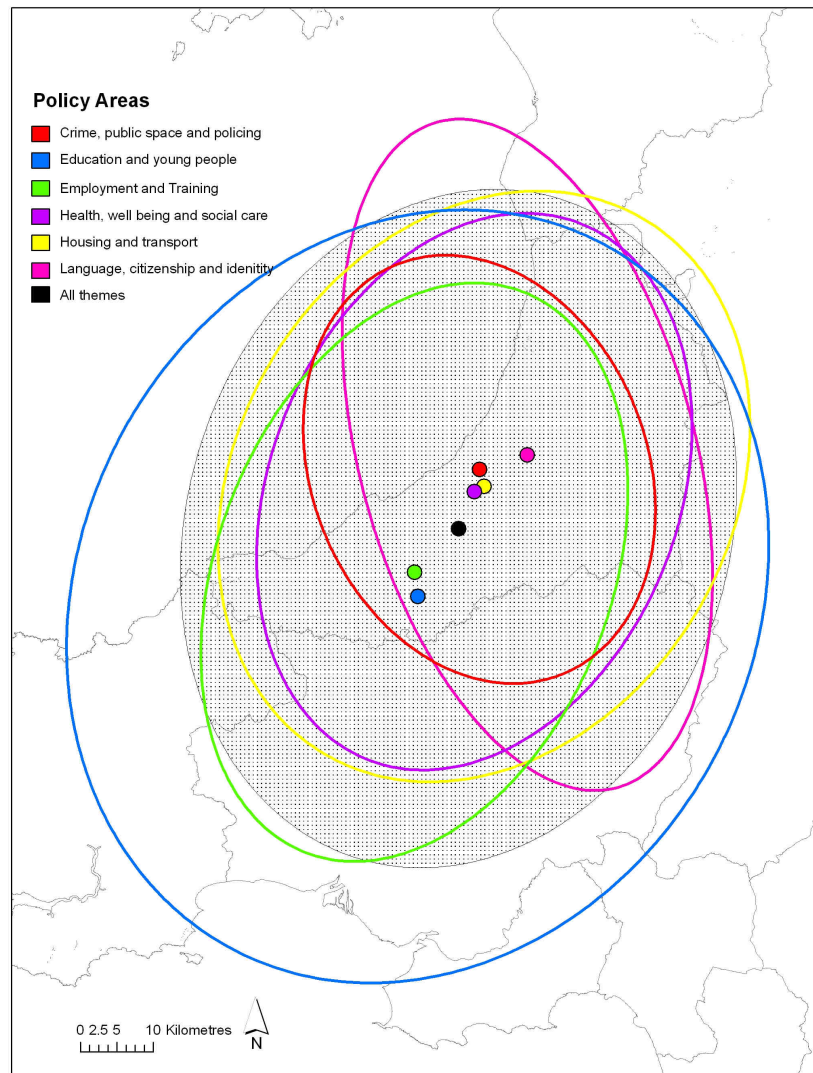 Policy Areas
Crime, public space and policing
Education and young people
Employment and Training
Health, well being and social care
Housing and transport
Language, citizenship and idenitity
All themes
0 2.5 5 10 Kilometres
N